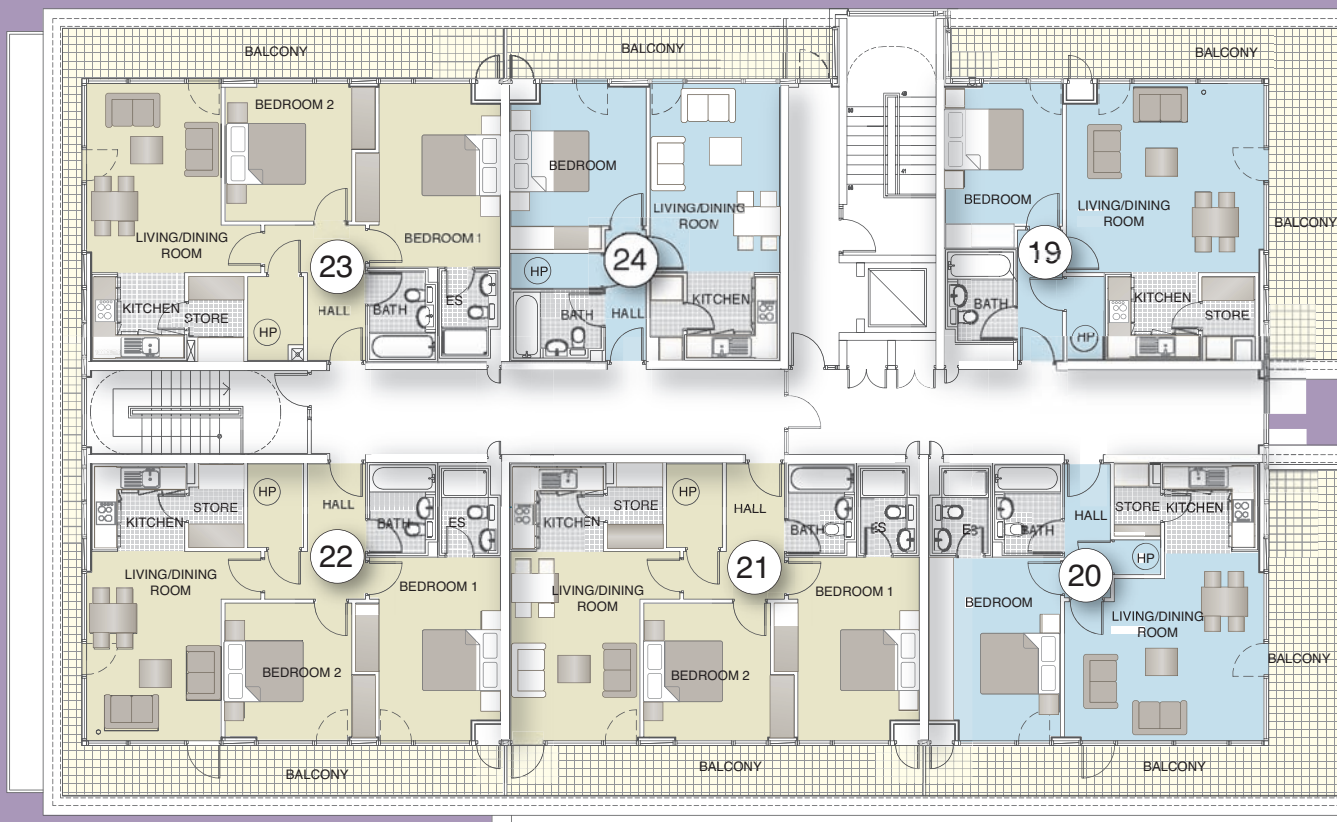 BALCONY
BALCONY
BALCONY
BEDROOM 2
LIVING/DINING
ROOM
BEDROOM 1
23
KITCHEN
STORE
HP
HALL
BATH
ES
BEDROOM
LIVING/DINING
ROOM
24
HP
BATH
HALL
KITCHEN
BEDROOM
LIVING/DINING
ROOM
19
BATH
HP
KITCHEN
STORE
BALCONY
KITCHEN
STORE
HP
HALL
BATH
ES
22
LIVING/DINING
ROOM
BEDROOM 2
BEDROOM 1
BALCONY
KITCHEN
STORE
HP
HALL
BATH
ES
21
LIVING/DINING
ROOM
BEDROOM 2
BEDROOM 1
BALCONY
ES
BATH
HALL
STORE
KITCHEN
HP
20
BEDROOM
LIVING/DINING
ROOM
BALCONY
BALCONY